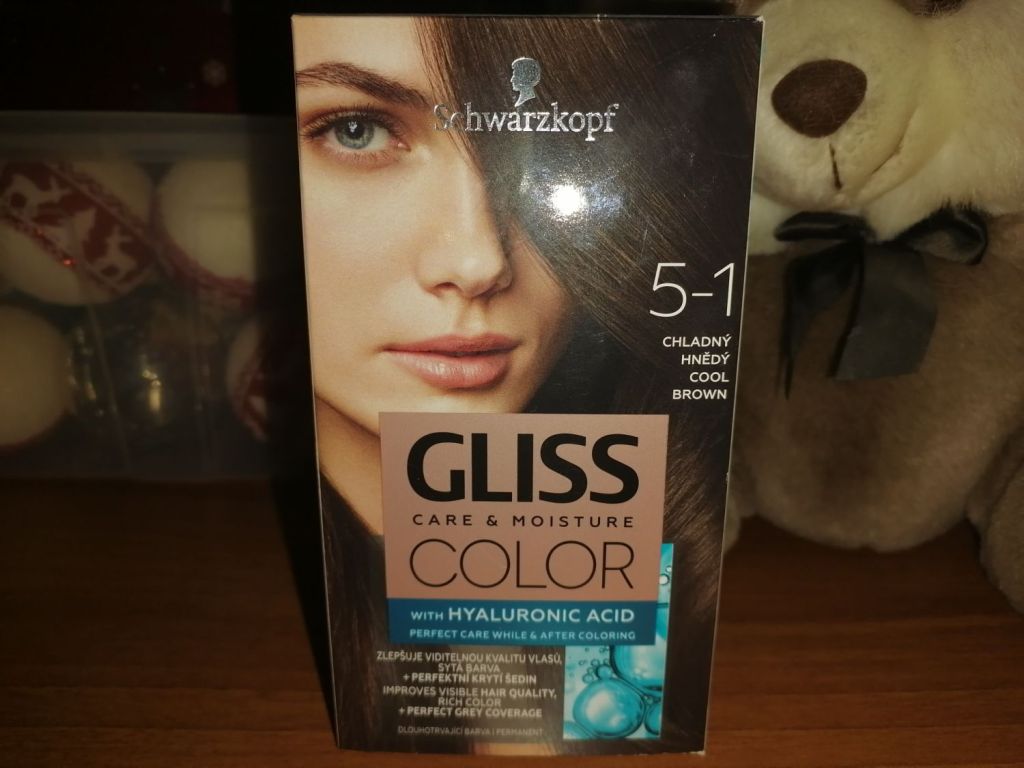 Schwarzkopf
5-1
CHLADNÝ
HNĚDÝ
COOL
BROWN
GLISS
CARE & MOISTURE
COLOR
WITH HYALURONIC ACID
PERFECT CARE WHILE & AFTER COLORING
ZLEPŠUJE VIDITELNOU KVALITU VLASŮ,
SYTÁ BARVA
+ PERFEKTNÍ KRYTÍ ŠEDIN
IMPROVES VISIBLE HAIR QUALITY,
RICH COLOR
+ PERFECT GREY COVERAGE
DLOUHOTRVAJÍCÍ BARVA | PERMANENT